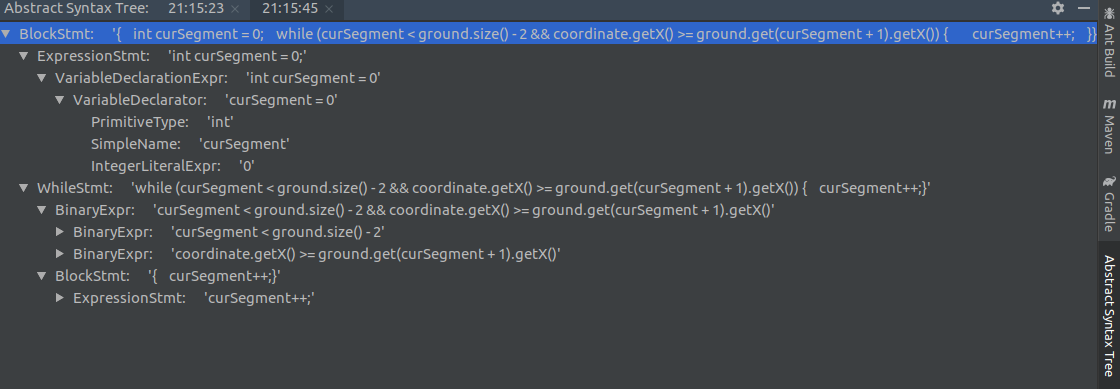 Abstract Syntax Tree: 21:15:23 × 21:15:45 ×
BlockStmt: '{ int curSegment = 0; while (curSegment < ground.size() - 2 && coordinate.getX() >= ground.get(curSegment + 1).getX()) { curSegment++; }}
ExpressionStmt: 'int curSegment = 0;'
VariableDeclarationExpr: 'int curSegment = 0'
VariableDeclarator: 'curSegment = 0'
PrimitiveType: 'int'
SimpleName: 'curSegment'
IntegerLiteralExpr: '0'
WhileStmt: 'while (curSegment < ground.size() - 2 && coordinate.getX() >= ground.get(curSegment + 1).getX()) { curSegment++;}'
BinaryExpr: 'curSegment < ground.size() - 2 && coordinate.getX() >= ground.get(curSegment + 1).getX()'
BinaryExpr: 'curSegment < ground.size() - 2'
BinaryExpr: 'coordinate.getX() >= ground.get(curSegment + 1).getX()'
BlockStmt: '{ curSegment++;}'
ExpressionStmt: 'curSegment++;'
Ant Build
m Maven
Gradle
Abstract Syntax Tree